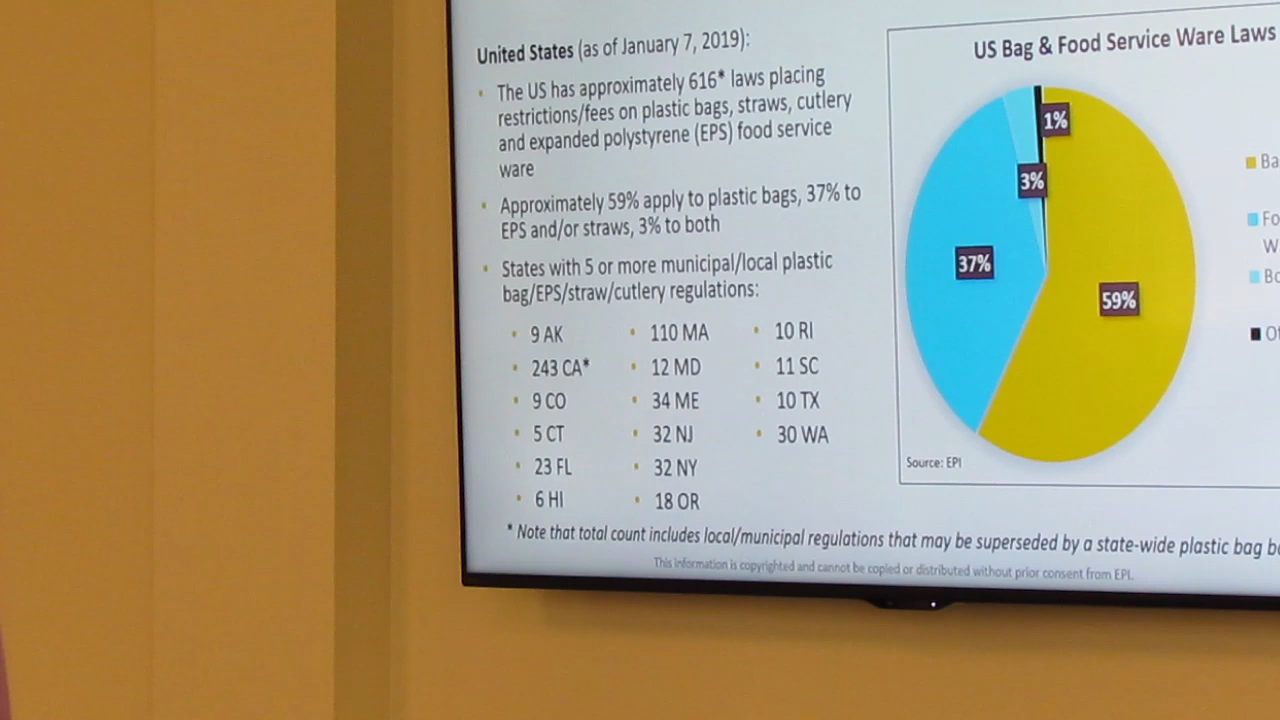 United States (as of January 7, 2019):
The US has approximately 616* laws placing
restrictions/fees on plastic bags, straws, cutlery
and expanded polystyrene (EPS) food service
ware
Approximately 59% apply to plastic bags, 37% to
EPS and/or straws, 3% to both
States with 5 or more municipal/local plastic
bag/EPS/straw/cutlery regulations:
9 AK
243 CA*
9 CO
5 CT
23 FL
6 HI
110 MA
12 MD
34 ME
32 NJ
32 NY
18 OR
10 RI
11 SC
10 TX
30 WA
* Note that total count includes local/municipal regulations that may be superseded by a state-wide plastic bag
This information is copyrighted and cannot be copied or distributed without prior consent from EPI.
US Bag & Food Service Ware Laws
1%
3%
37%
59%
Source: EPI